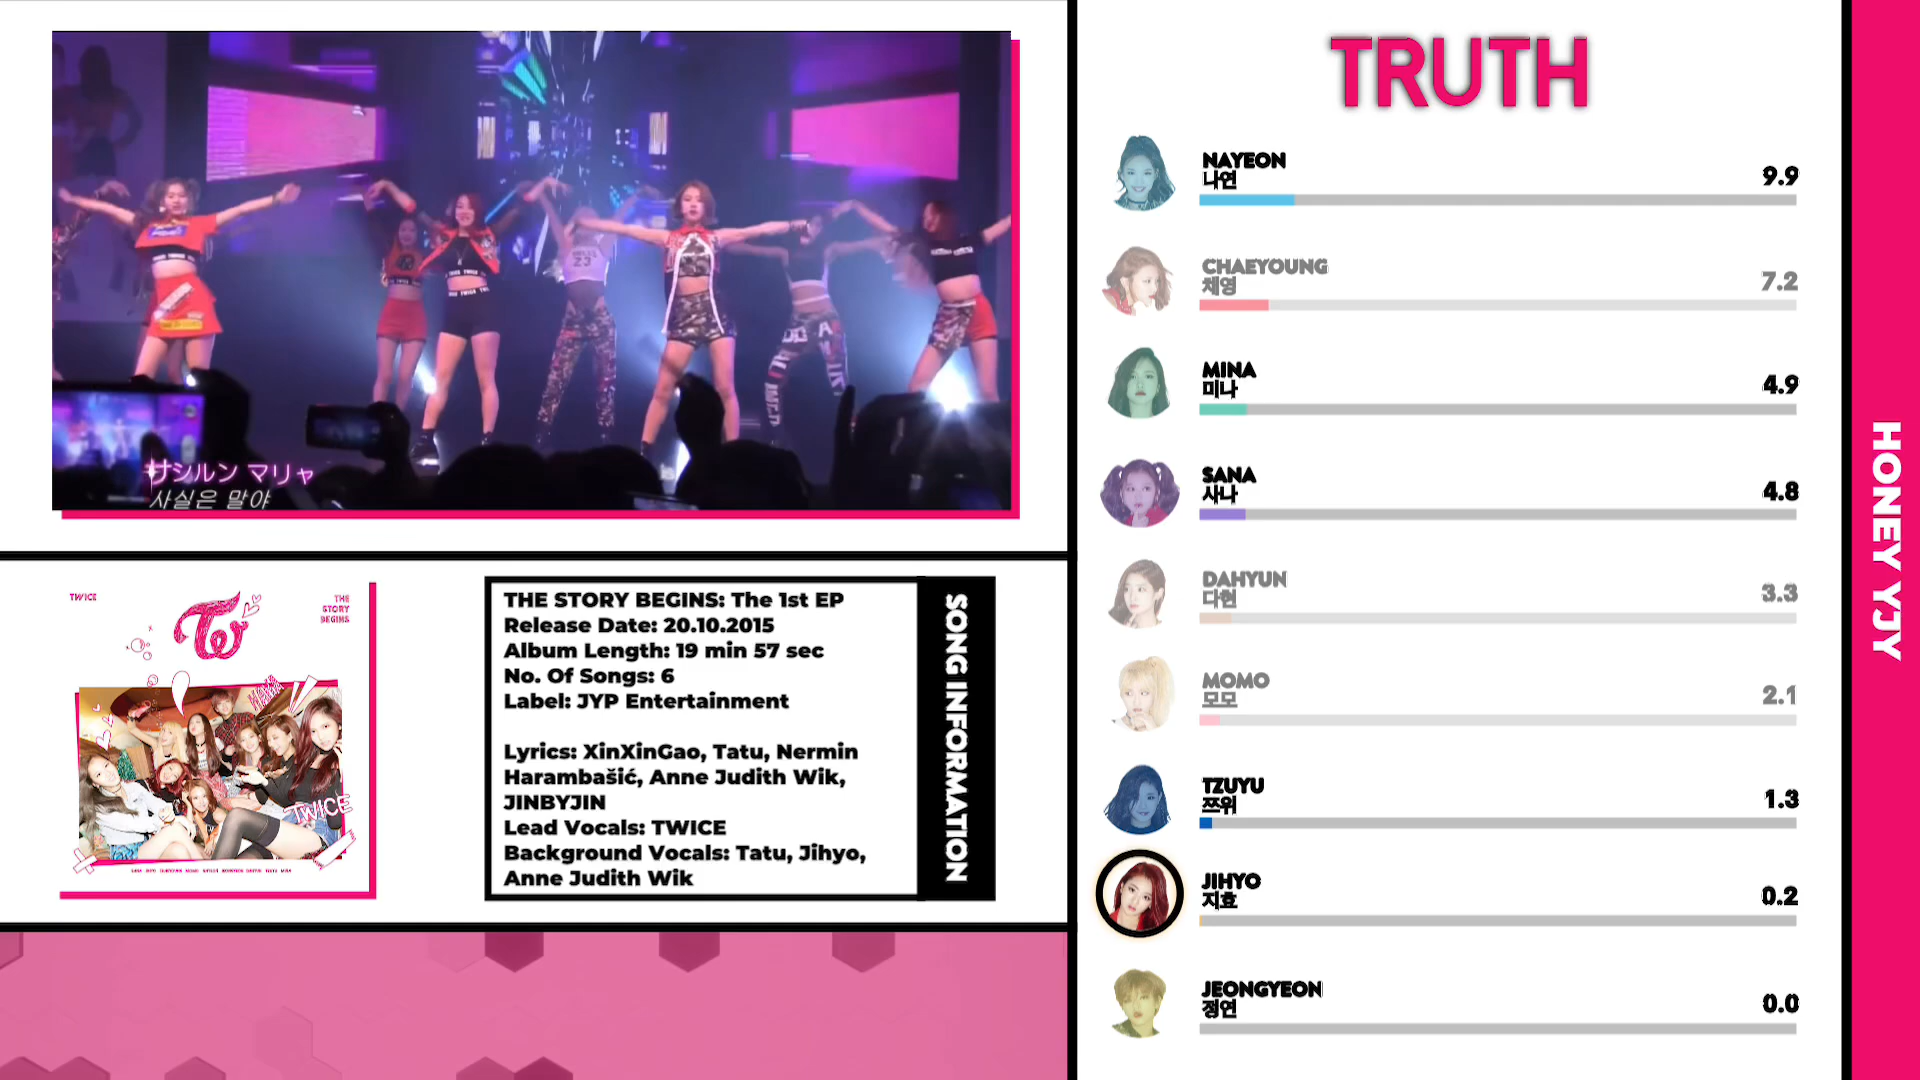 TRUTH
サシルン マリャ
사실은 말야
NAYEON
나연
9.9
CHAEYOUNG
채영
7.2
MINA
미나
4.9
SANA
사나
4.8
DAHYUN
다현
3.3
MOMO
모모
2.1
TZUYU
쯔위
1.3
JIHYO
지효
0.2
JEONGYEON
정연
0.0
HONEY YJY
TWICE
THE
STORY
BEGINS
TWICE
THE STORY BEGINS: The 1st EP
Release Date: 20.10.2015
Album Length: 19 min 57 sec
No. Of Songs: 6
Label: JYP Entertainment
Lyrics: XinXinGao, Tatu, Nermin
Harambašić, Anne Judith Wik,
JINBYJIN
Lead Vocals: TWICE
Background Vocals: Tatu, Jihyo,
Anne Judith Wik
SONG INFORMATION
23